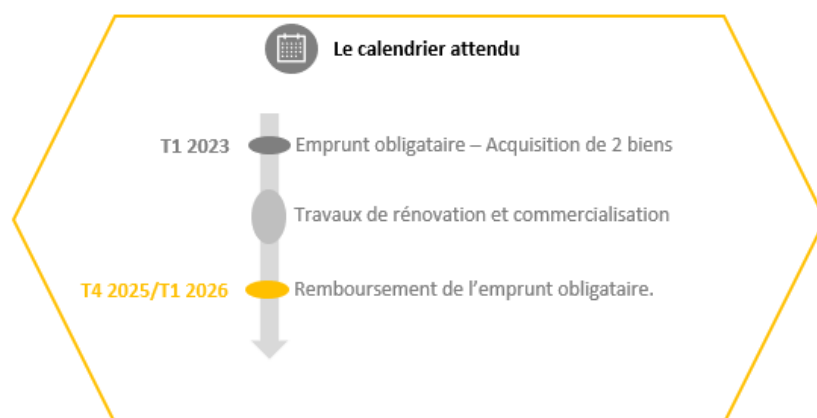 Le calendrier attendu
T1 2023 Emprunt obligataire – Acquisition de 2 biens
Travaux de rénovation et commercialisation
T4 2025/T1 2026 Remboursement de l’emprunt obligataire.